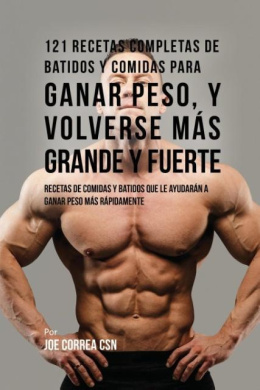 121 RECETAS COMPLETAS DE
BATIDOS Y COMIDAS PARA
GANAR PESO, Y
VOLVERSE MÁS
GRANDE Y FUERTE
RECETAS DE COMIDAS Y BATIDOS QUE LE AYUDARÁN A
GANAR PESO MÁS RÁPIDAMENTE
Por
JOE CORREA CSN